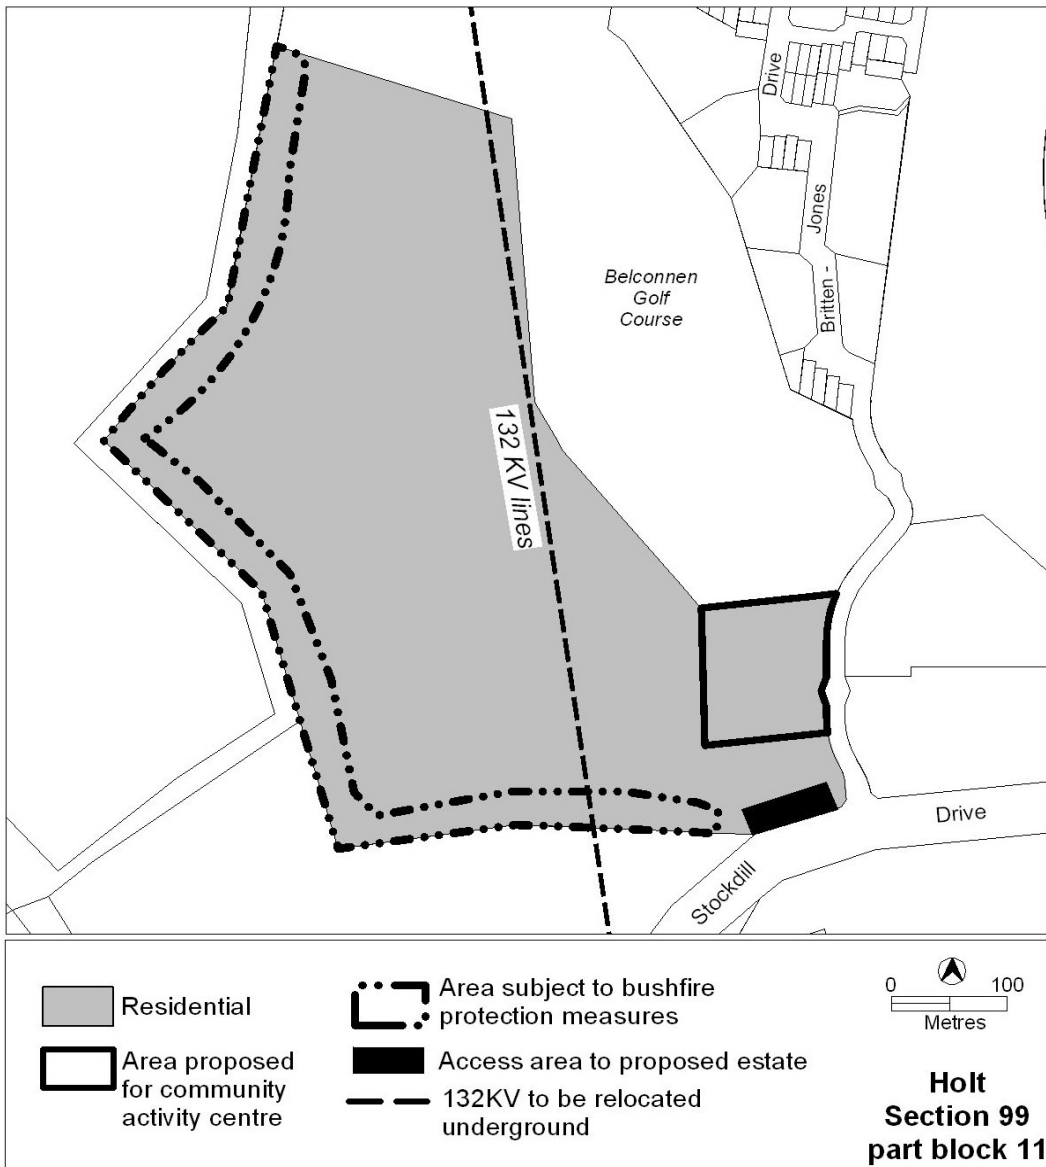 Drive
Jones
Britten -
Belconnen
Golf
Course
132 KV lines
Drive
Stockdill
Residential
Area proposed
for community
activity centre
Area subject to bushfire
protection measures
Access area to proposed estate
132KV to be relocated
underground
0 100
Metres
Holt
Section 99
part block 11